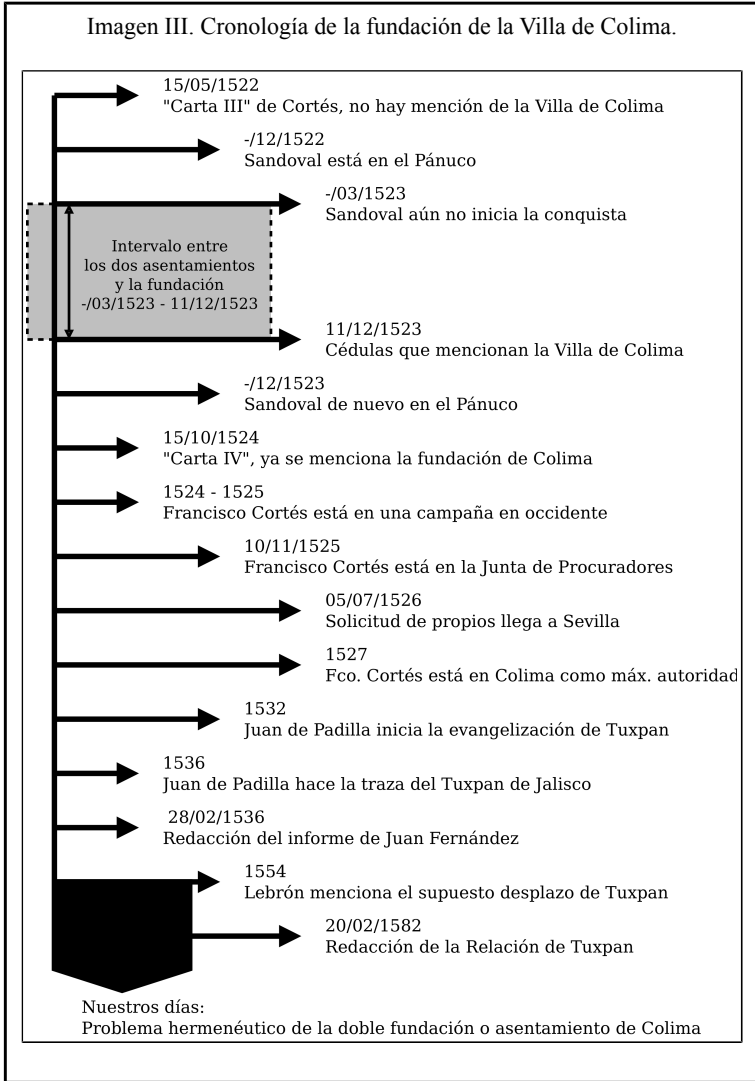 Imagen III. Cronología de la fundación de la Villa de Colima.
15/05/1522
"Carta III" de Cortés, no hay mención de la Villa de Colima
-/12/1522
Sandoval está en el Pánuco
-/03/1523
Sandoval aún no inicia la conquista
Intervalo entre
los dos asentamientos
y la fundación
-/03/1523 - 11/12/1523
11/12/1523
Cédulas que mencionan la Villa de Colima
-/12/1523
Sandoval de nuevo en el Pánuco
15/10/1524
"Carta IV", ya se menciona la fundación de Colima
1524 - 1525
Francisco Cortés está en una campaña en occidente
10/11/1525
Francisco Cortés está en la Junta de Procuradores
05/07/1526
Solicitud de propios llega a Sevilla
1527
Fco. Cortés está en Colima como máx. autoridad
1532
Juan de Padilla inicia la evangelización de Tuxpan
1536
Juan de Padilla hace la traza del Tuxpan de Jalisco
28/02/1536
Redacción del informe de Juan Fernández
1554
Lebrón menciona el supuesto desplazo de Tuxpan
20/02/1582
Redacción de la Relación de Tuxpan
Nuestros días:
Problema hermenéutico de la doble fundación o asentamiento de Colima